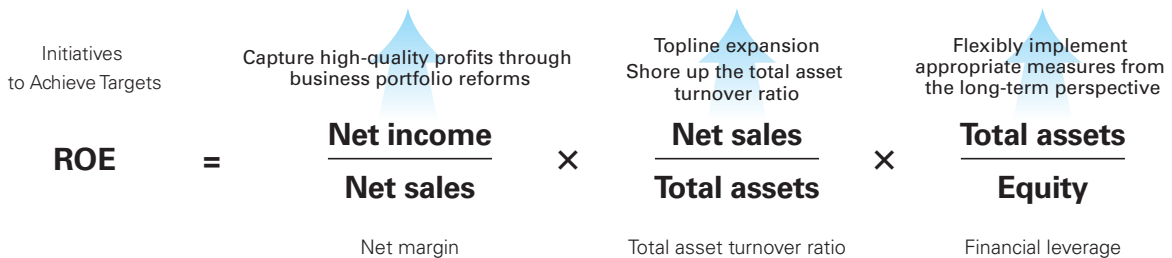 Initiatives
to Achieve Targets
Capture high-quality profits through
business portfolio reforms
Topline expansion
Shore up the total asset
turnover ratio
Flexibly implement
appropriate measures from
the long-term perspective
ROE = Net income / Net sales × Net sales / Total assets × Total assets / Equity
Net margin
Total asset turnover ratio
Financial leverage